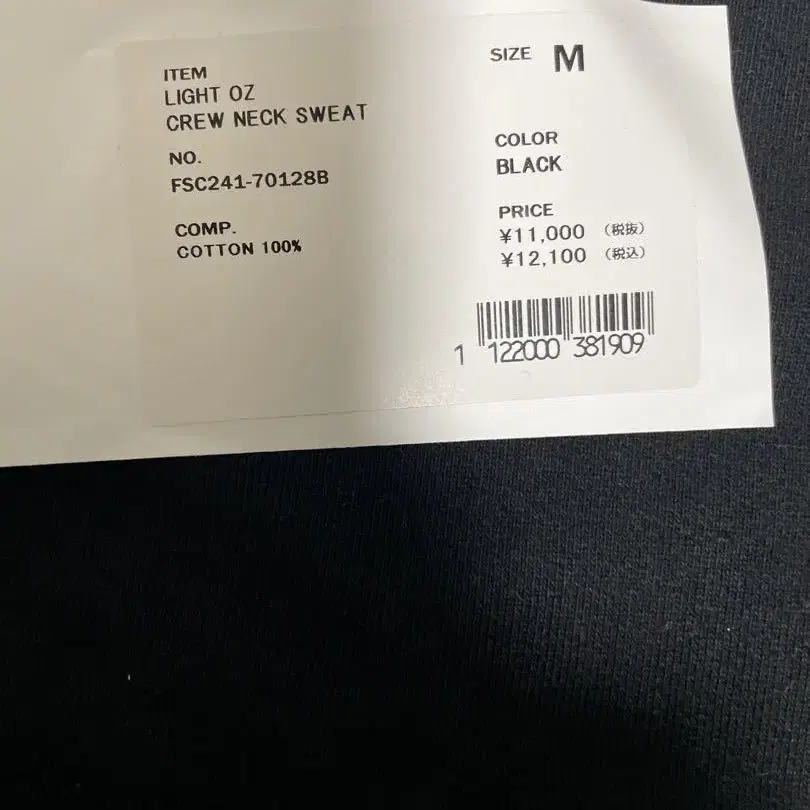 ITEM
LIGHT OZ
CREW NECK SWEAT
NO.
FSC241-70128B
COMP.
COTTON 100%
SIZE M
COLOR
BLACK
PRICE
¥11,000 (税抜)
¥12,100 (税込)
1 122000 381909